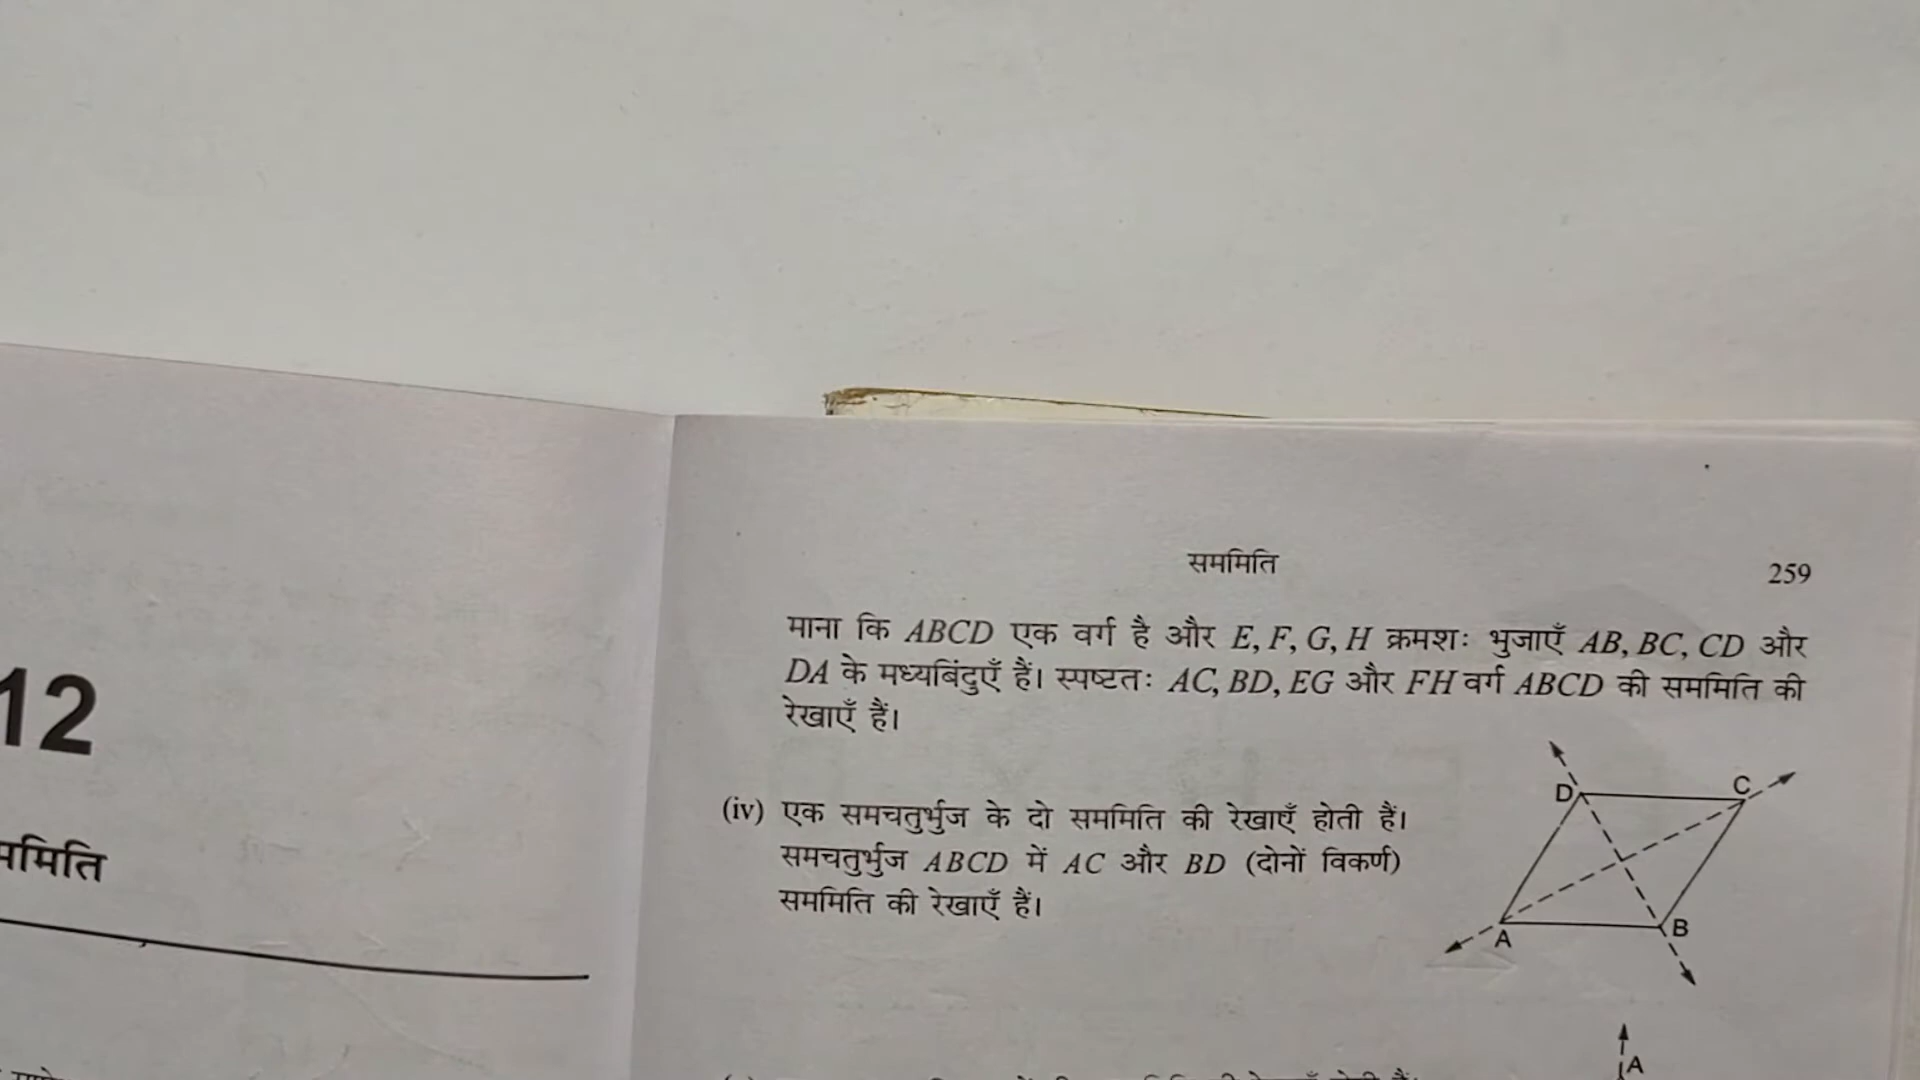 12
सममिति
259
माना कि ABCD एक वर्ग है और E, F, G, H क्रमशः भुजाएँ AB, BC, CD और
DA के मध्यबिंदुएँ हैं। स्पष्टतः AC, BD, EG और FH वर्ग ABCD की सममिति की
रेखाएँ हैं।
(iv) एक समचतुर्भुज के दो सममिति की रेखाएँ होती हैं।
समचतुर्भुज ABCD में AC और BD (दोनों विकर्ण)
सममिति की रेखाएँ हैं।
D
C
A
B
A